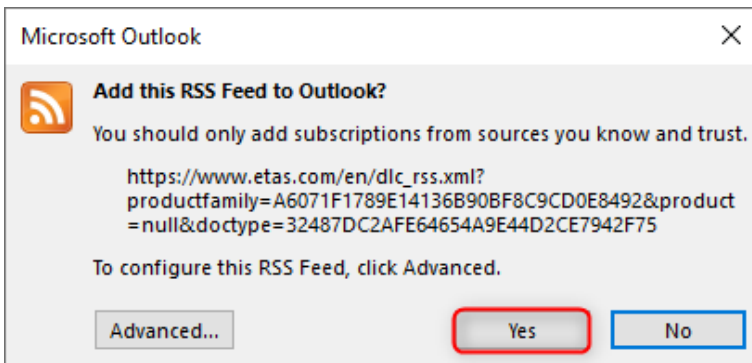 Microsoft Outlook
Add this RSS Feed to Outlook?
You should only add subscriptions from sources you know and trust.
https://www.etas.com/en/dlc_rss.xml?
productfamily=A6071F1789E14136B90BF8C9CD0E8492&product
=null&doctype=32487DC2AFE64654A9E44D2CE7942F75
To configure this RSS Feed, click Advanced.
Advanced...
Yes
No